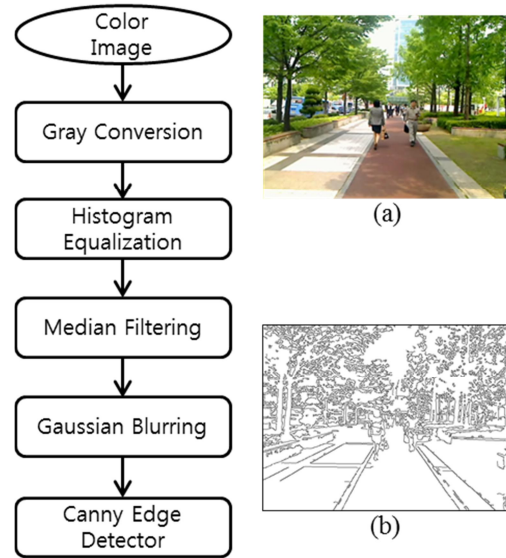 Color
Image
Gray Conversion
Histogram
Equalization
Median Filtering
Gaussian Blurring
Canny Edge
Detector
(a)
(b)